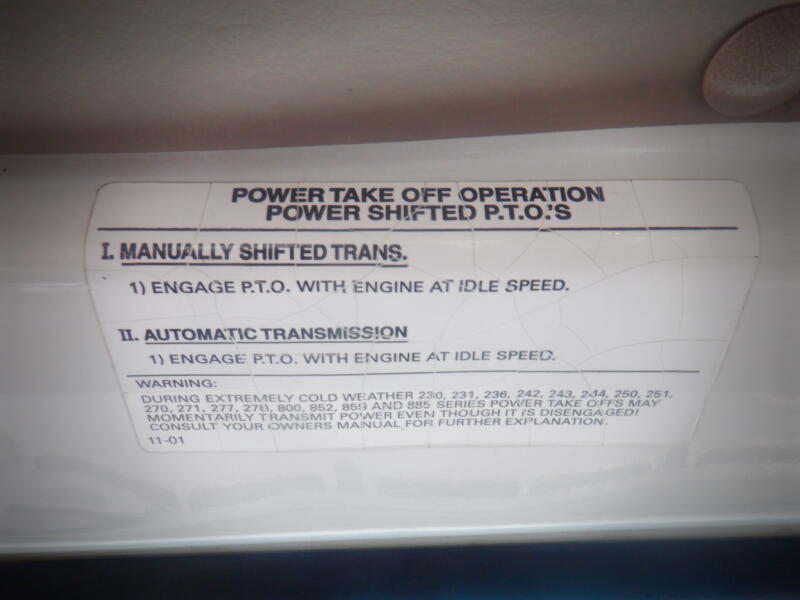 POWER TAKE OFF OPERATION
POWER SHIFTED P.T.O.'S
I. MANUALLY SHIFTED TRANS.
1) ENGAGE P.T.O. WITH ENGINE AT IDLE SPEED.
II. AUTOMATIC TRANSMISSION
1) ENGAGE P.T.O. WITH ENGINE AT IDLE SPEED.
WARNING:
DURING EXTREMELY COLD WEATHER 230, 231, 236, 242, 243, 244, 250, 251,
270, 271, 277, 278, 800, 852, 859 AND 885 SERIES POWER TAKE OFFS MAY
MOMENTARILY TRANSMIT POWER EVEN THOUGH IT IS DISENGAGED!
CONSULT YOUR OWNERS MANUAL FOR FURTHER EXPLANATION.
11-01